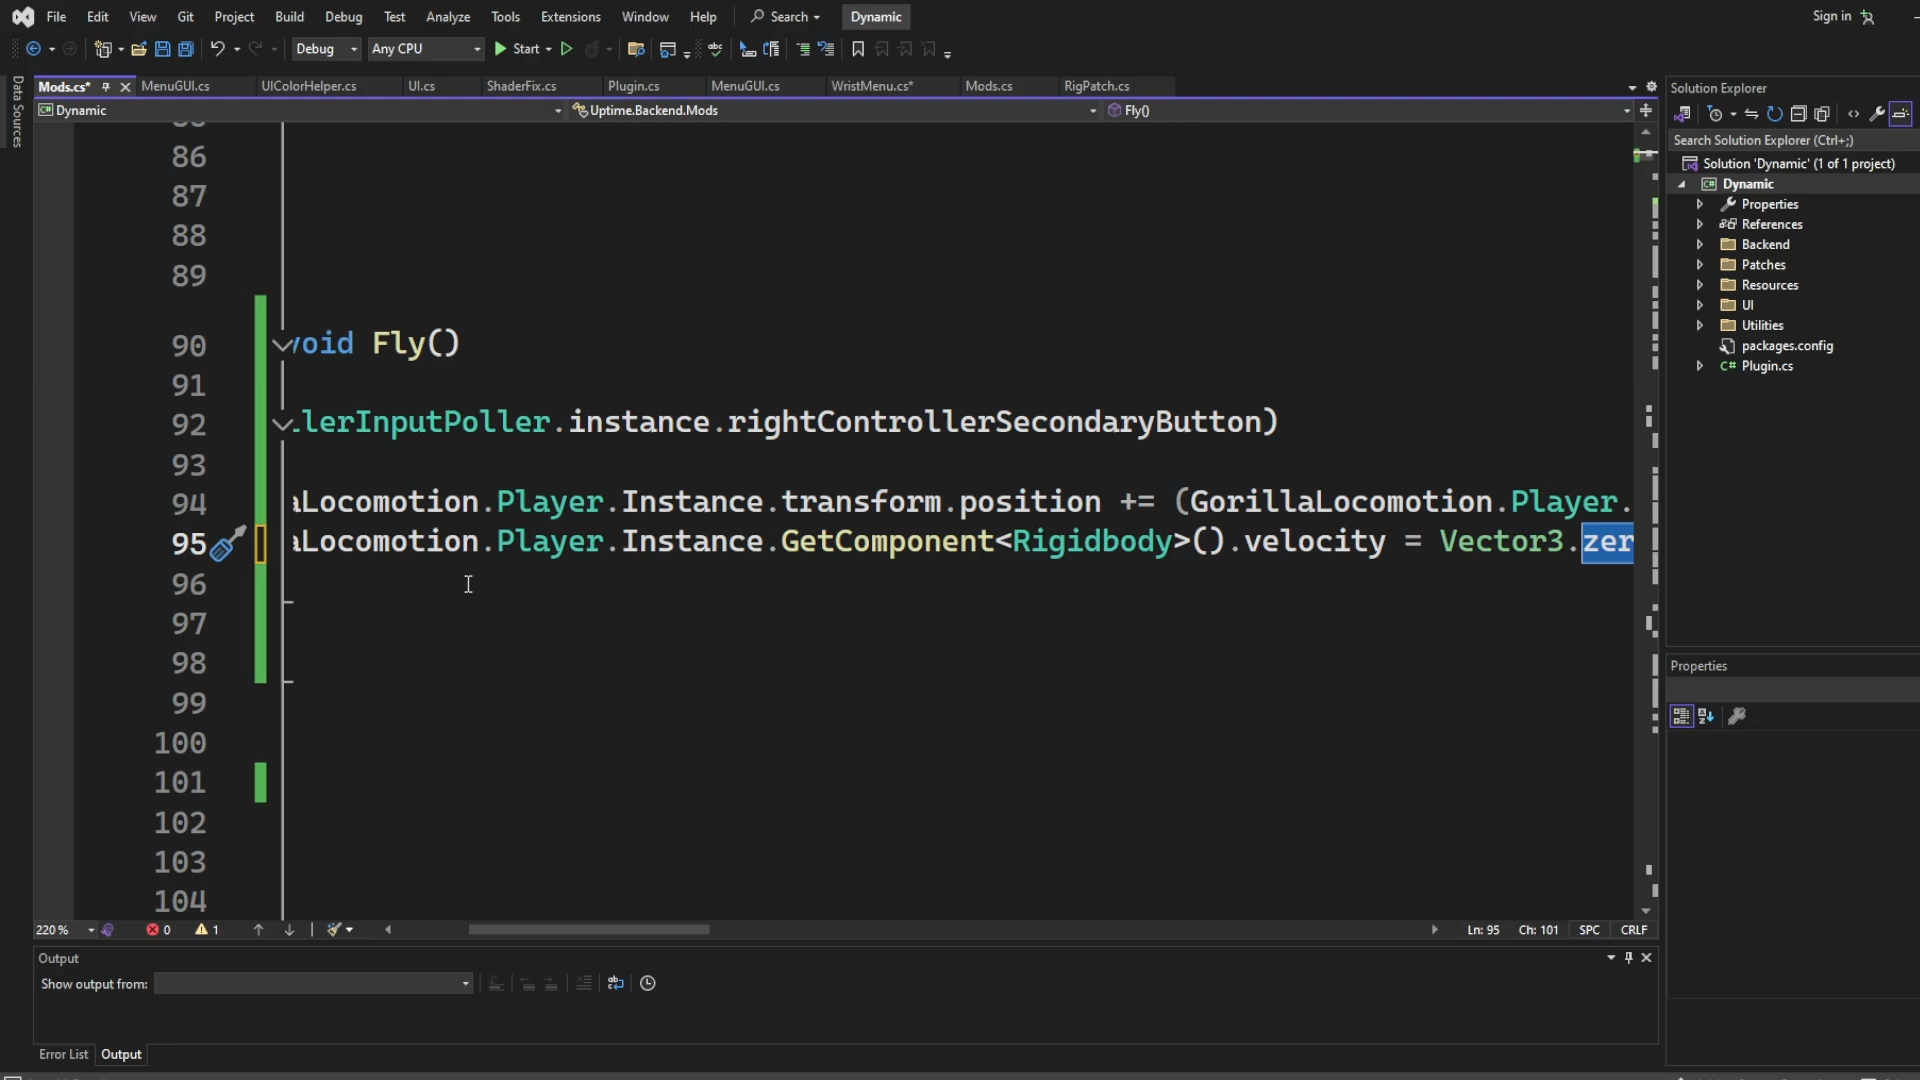 File Edit View Git Project Build Debug Test Analyze Tools Extensions Window Help Search Dynamic Sign in
Debug Any CPU Start
Data Sources
Mods.cs* MenuGUI.cs UIColorHelper.cs UI.cs ShaderFix.cs Plugin.cs MenuGUI.cs WristMenu.cs* Mods.cs RigPatch.cs
Dynamic Uptime.Backend.Mods Fly()
86
87
88
89
90 void Fly()
91
92 llerInputPoller.instance.rightControllerSecondaryButton)
93
94 aLocomotion.Player.Instance.transform.position += (GorillaLocomotion.Player.
95 aLocomotion.Player.Instance.GetComponent<Rigidbody>().velocity = Vector3.zer
96
97
98
99
100
101
102
103
104
220 % 0 1 Ln: 95 Ch: 101 SPC CRLF
Output
Show output from:
Error List Output
Solution Explorer
Search Solution Explorer (Ctrl+;)
Solution 'Dynamic' (1 of 1 project)
C# Dynamic
Properties
References
Backend
Patches
Resources
UI
Utilities
packages.config
C# Plugin.cs
Properties